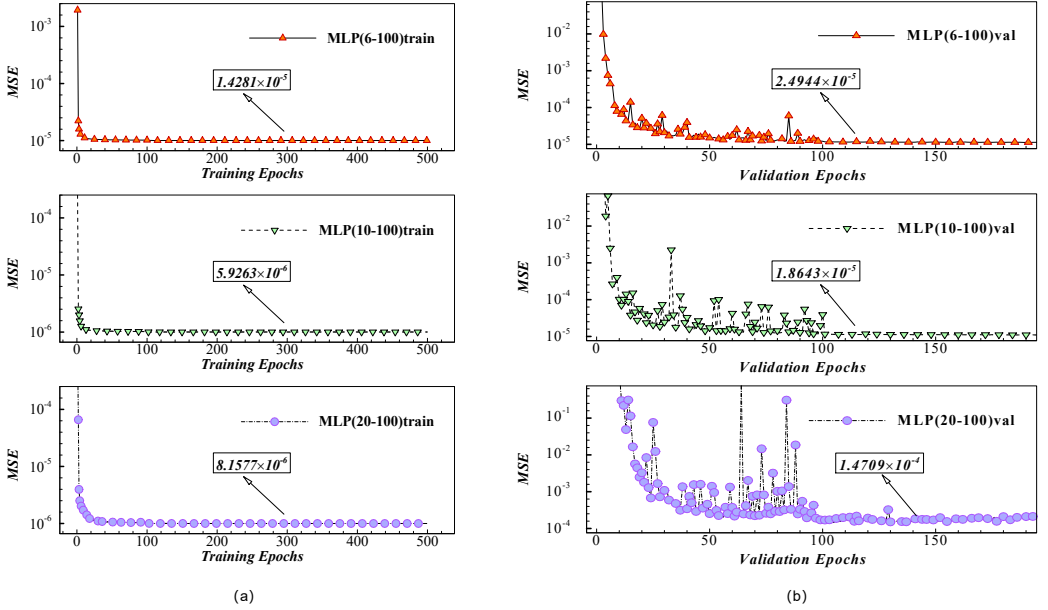 10⁻³
10⁻⁴
10⁻⁵
MSE
MLP(6-100)train
1.4281×10⁻⁵
0 100 200 300 400 500
Training Epochs
10⁻⁴
10⁻⁵
10⁻⁶
MSE
MLP(10-100)train
5.9263×10⁻⁶
0 100 200 300 400 500
Training Epochs
10⁻⁴
10⁻⁵
10⁻⁶
MSE
MLP(20-100)train
8.1577×10⁻⁶
0 100 200 300 400 500
Training Epochs
(a)
10⁻²
10⁻³
10⁻⁴
10⁻⁵
MSE
MLP(6-100)val
2.4944×10⁻⁵
0 50 100 150
Validation Epochs
10⁻²
10⁻³
10⁻⁴
10⁻⁵
MSE
MLP(10-100)val
1.8643×10⁻⁵
0 50 100 150
Validation Epochs
10⁻¹
10⁻²
10⁻³
10⁻⁴
MSE
MLP(20-100)val
1.4709×10⁻⁴
0 50 100 150
Validation Epochs
(b)